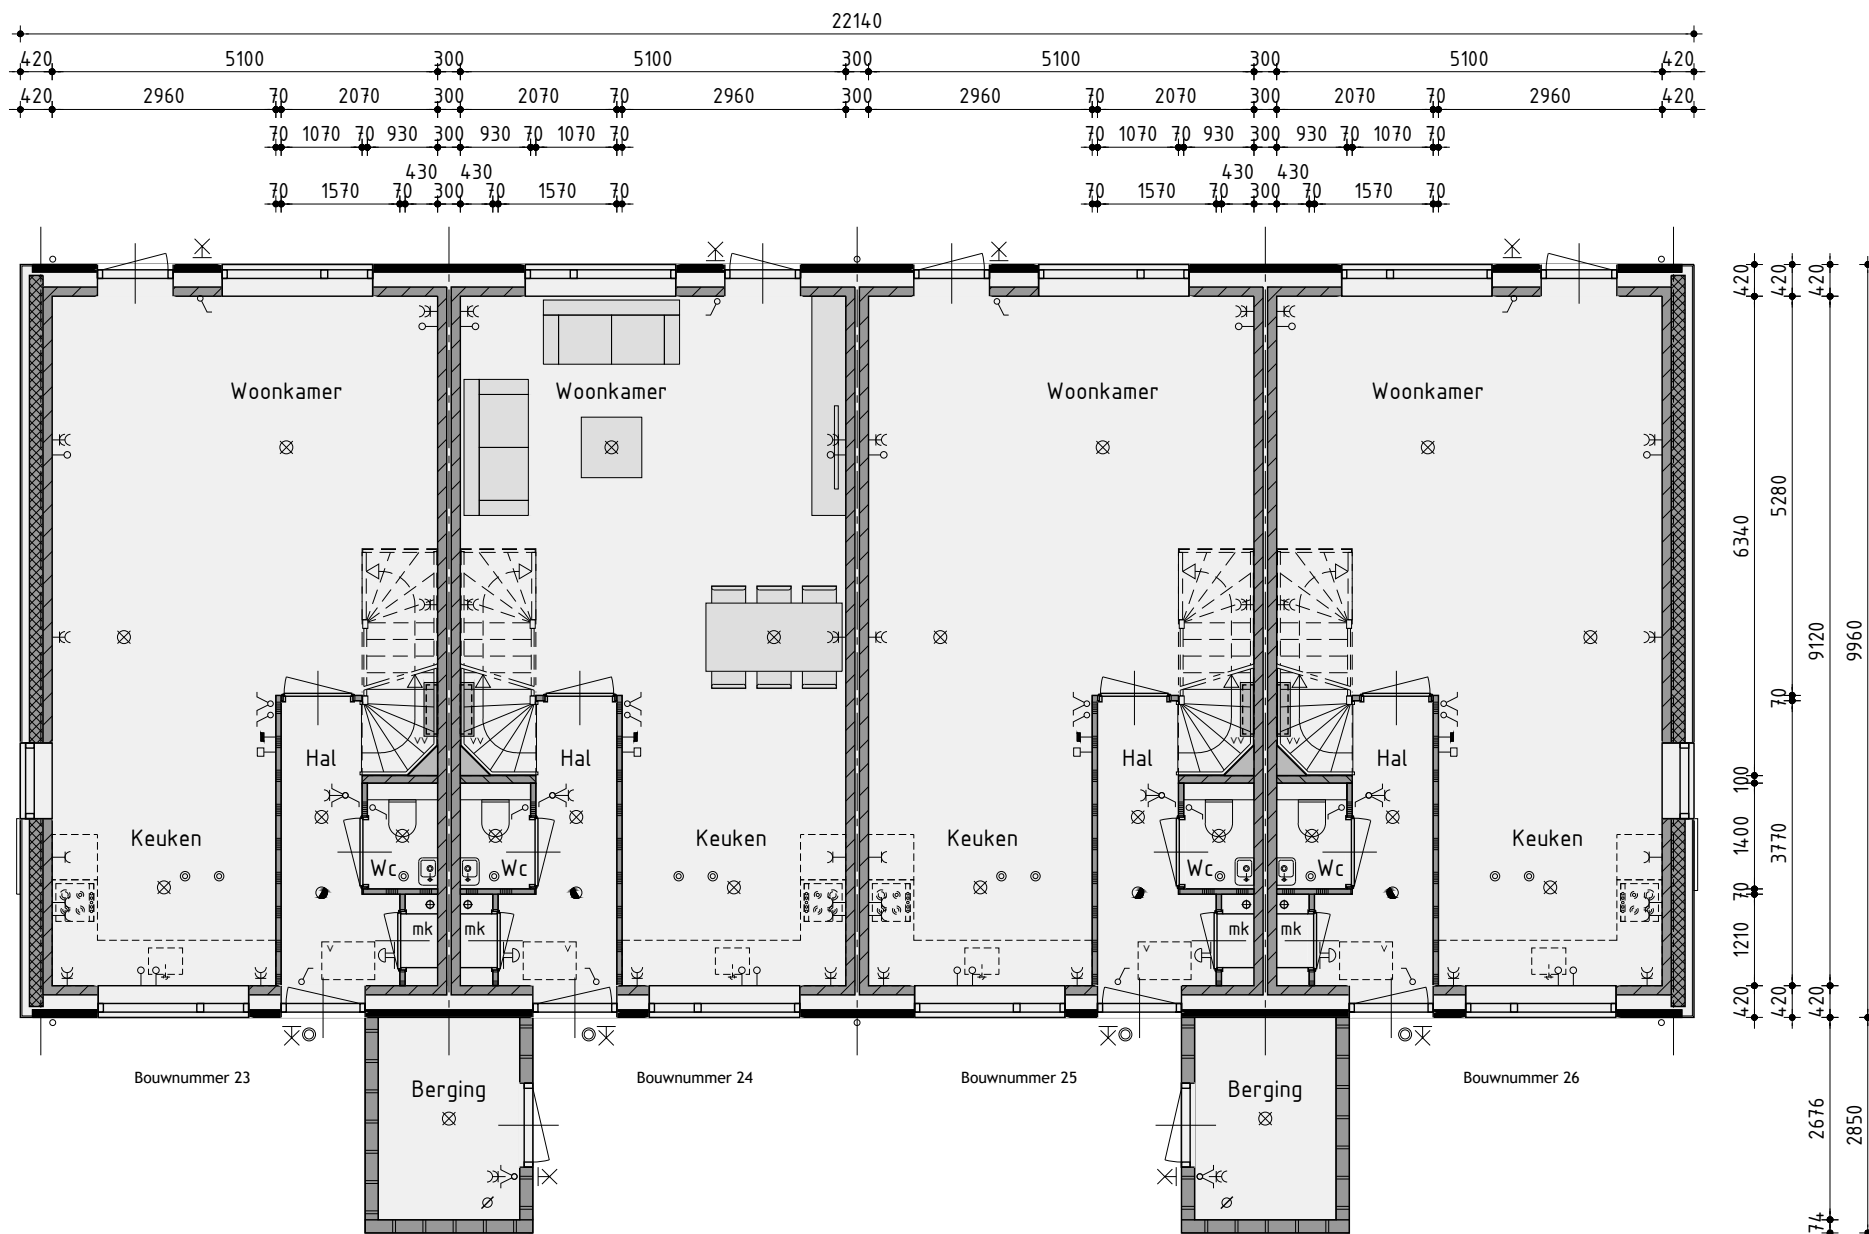 22140
420 5100 300 5100 300 5100 300 5100 420
420 2960 70 2070 300 2070 70 2960 300 2960 70 2070 300 2070 70 2960 420
70 1070 70 930 300 930 70 1070 70 70 1070 70 930 300 930 70 1070 70
430 430 430 430
70 1570 70 300 70 1570 70 70 1570 70 300 70 1570 70
420 420 420
Woonkamer Woonkamer Woonkamer Woonkamer
5280
6340
9120 9960
70
Hal Hal Hal Hal
100
Keuken Keuken Keuken Keuken
1400 3770
Wc Wc Wc Wc
70
mk mk mk mk
1210
420 420 420
Bouwnummer 23 Bouwnummer 24 Bouwnummer 25 Bouwnummer 26
Berging Berging
2676 2850
74